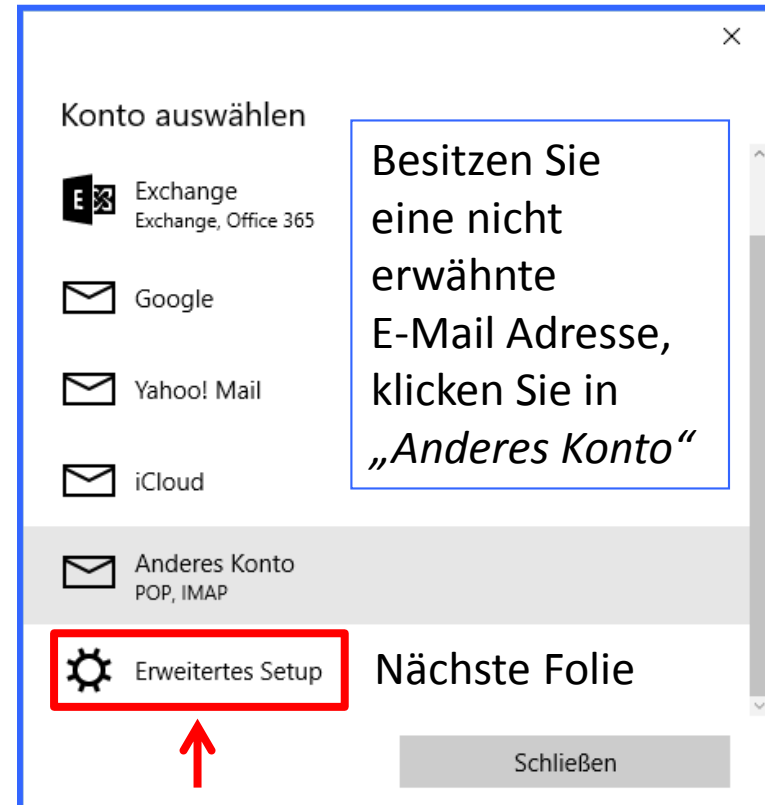 Konto auswählen
Exchange
Exchange, Office 365
Google
Yahoo! Mail
iCloud
Anderes Konto
POP, IMAP
Erweitertes Setup
Besitzen Sie
eine nicht
erwähnte
E-Mail Adresse,
klicken Sie in
„Anderes Konto“
Nächste Folie
Schließen